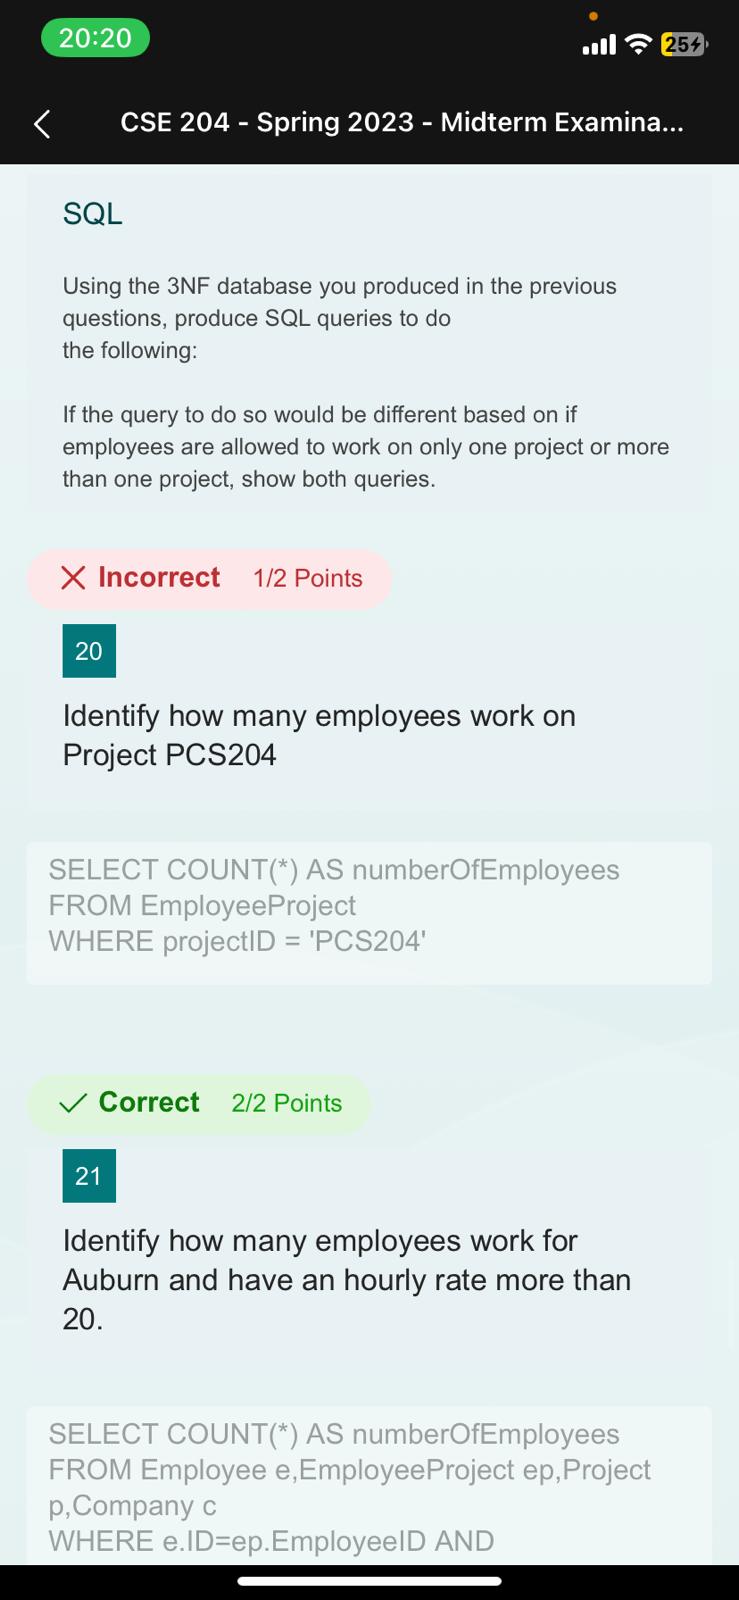 20:20
25
CSE 204 - Spring 2023 - Midterm Examina...
SQL
Using the 3NF database you produced in the previous
questions, produce SQL queries to do
the following:
If the query to do so would be different based on if
employees are allowed to work on only one project or more
than one project, show both queries.
Incorrect 1/2 Points
20
Identify how many employees work on
Project PCS204
SELECT COUNT(*) AS numberOfEmployees
FROM EmployeeProject
WHERE projectID = 'PCS204'
Correct 2/2 Points
21
Identify how many employees work for
Auburn and have an hourly rate more than
20.
SELECT COUNT(*) AS numberOfEmployees
FROM Employee e,EmployeeProject ep,Project
p,Company c
WHERE e.ID=ep.EmployeeID AND